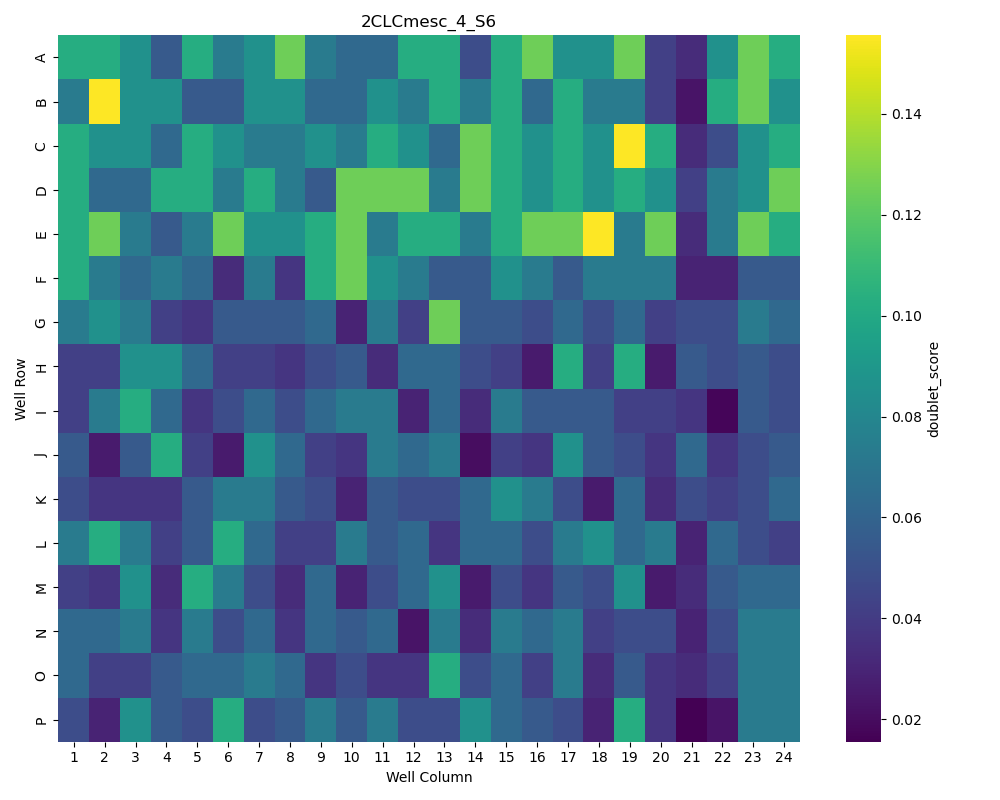 2CLCmesc_4_S6
A
B
C
D
E
F
G
H
I
J
K
L
M
N
O
P
Well Row
1 2 3 4 5 6 7 8 9 10 11 12 13 14 15 16 17 18 19 20 21 22 23 24
Well Column
0.14
0.12
0.10
0.08
0.06
0.04
0.02
doublet_score